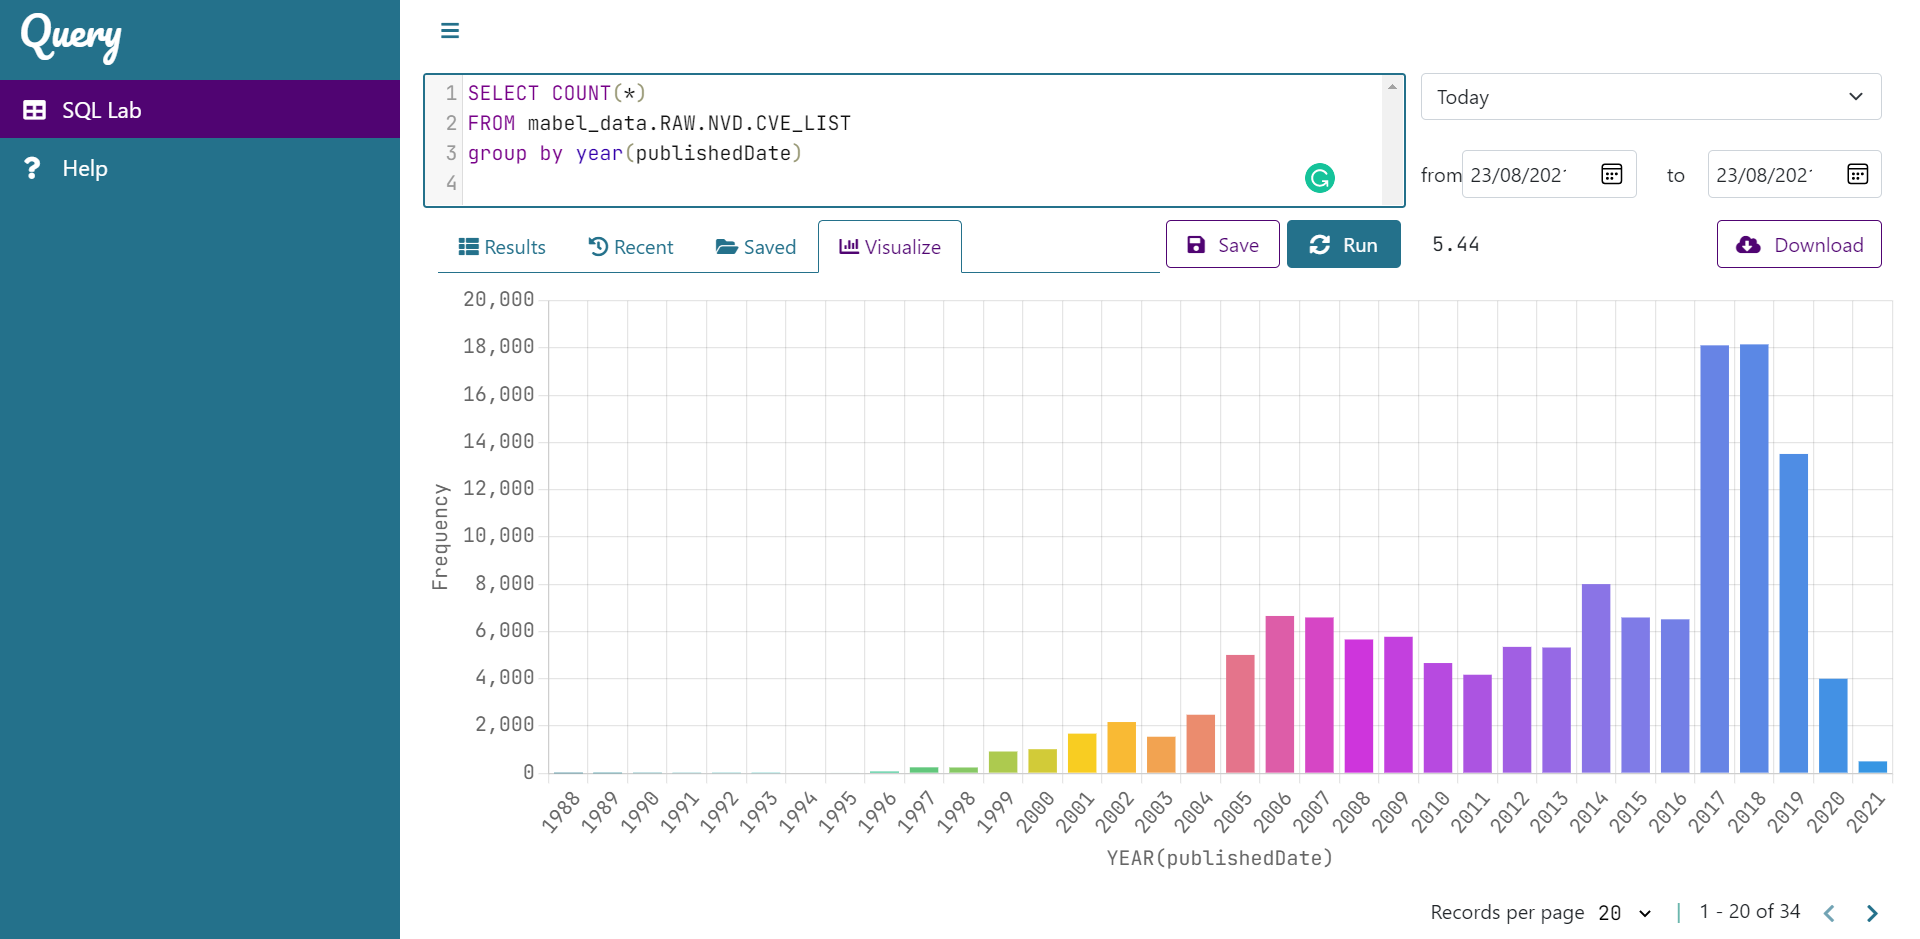 Query
SQL Lab
Help
1 SELECT COUNT(*)
2 FROM mabel_data.RAW.NVD.CVE_LIST
3 group by year(publishedDate)
4
Today
from 23/08/202 to 23/08/202
Results Recent Saved Visualize Save Run 5.44 Download
20,000
18,000
16,000
14,000
12,000
10,000
8,000
6,000
4,000
2,000
0
Frequency
1988 1989 1990 1991 1992 1993 1994 1995 1996 1997 1998 1999 2000 2001 2002 2003 2004 2005 2006 2007 2008 2009 2010 2011 2012 2013 2014 2015 2016 2017 2018 2019 2020 2021
YEAR(publishedDate)
Records per page 20 | 1 - 20 of 34